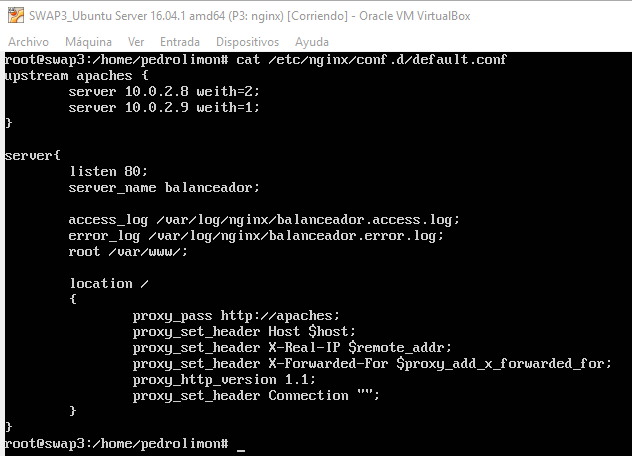 SWAP3_Ubuntu Server 16.04.1 amd64 (P3: nginx) [Corriendo] - Oracle VM VirtualBox
Archivo Máquina Ver Entrada Dispositivos Ayuda
root@swap3:/home/pedrolimon# cat /etc/nginx/conf.d/default.conf
upstream apaches {
        server 10.0.2.8 weith=2;
        server 10.0.2.9 weith=1;
}
server{
        listen 80;
        server_name balanceador;
        access_log /var/log/nginx/balanceador.access.log;
        error_log /var/log/nginx/balanceador.error.log;
        root /var/www/;
        location /
        {
                proxy_pass http://apaches;
                proxy_set_header Host $host;
                proxy_set_header X-Real-IP $remote_addr;
                proxy_set_header X-Forwarded-For $proxy_add_x_forwarded_for;
                proxy_http_version 1.1;
                proxy_set_header Connection "";
        }
}
root@swap3:/home/pedrolimon# _